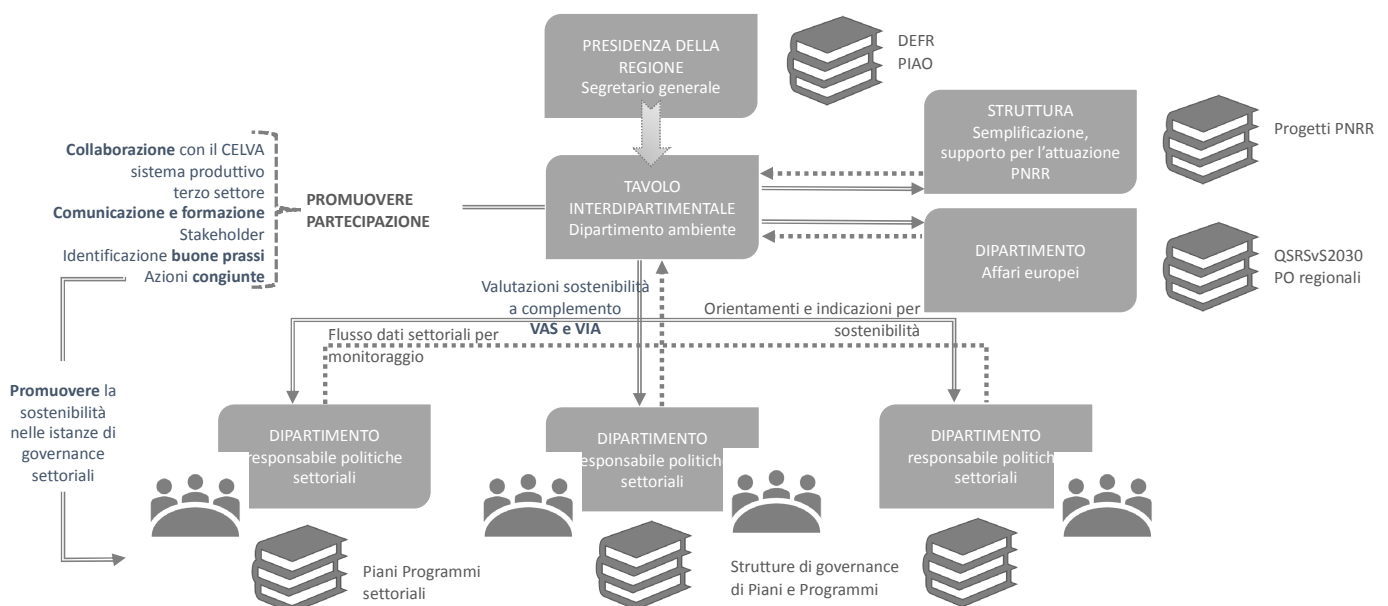 PRESIDENZA DELLA
REGIONE
Segretario generale
DEFR
PIAO
STRUTTURA
Semplificazione,
supporto per l'attuazione
PNRR
Progetti PNRR
Collaborazione con il CELVA
sistema produttivo
terzo settore
Comunicazione e formazione
Stakeholder
Identificazione buone prassi
Azioni congiunte
PROMUOVERE
PARTECIPAZIONE
TAVOLO
INTERDIPARTIMENTALE
Dipartimento ambiente
DIPARTIMENTO
Affari europei
QSRSvS2030
PO regionali
Valutazioni sostenibilità
a complemento
VAS e VIA
Orientamenti e indicazioni per
sostenibilità
Flusso dati settoriali per
monitoraggio
Promuovere la
sostenibilità
nelle istanze di
governance
settoriali
DIPARTIMENTO
responsabile politiche
settoriali
DIPARTIMENTO
responsabile politiche
settoriali
DIPARTIMENTO
responsabile politiche
settoriali
Piani Programmi
settoriali
Strutture di governance
di Piani e Programmi